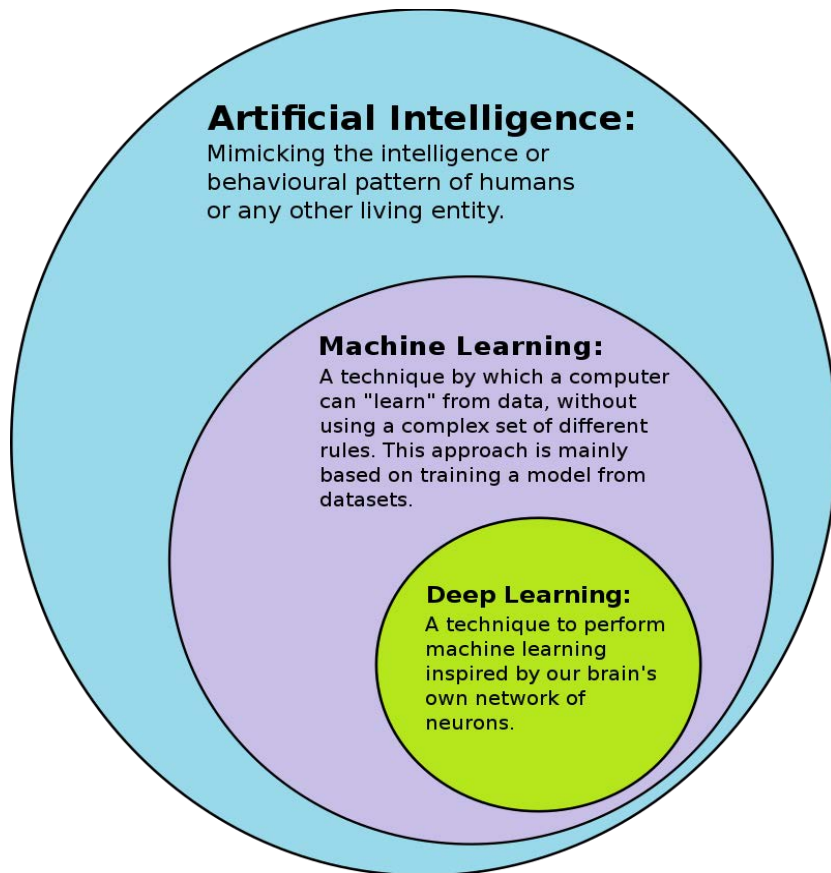 Artificial Intelligence:
Mimicking the intelligence or
behavioural pattern of humans
or any other living entity.
Machine Learning:
A technique by which a computer
can "learn" from data, without
using a complex set of different
rules. This approach is mainly
based on training a model from
datasets.
Deep Learning:
A technique to perform
machine learning
inspired by our brain's
own network of
neurons.